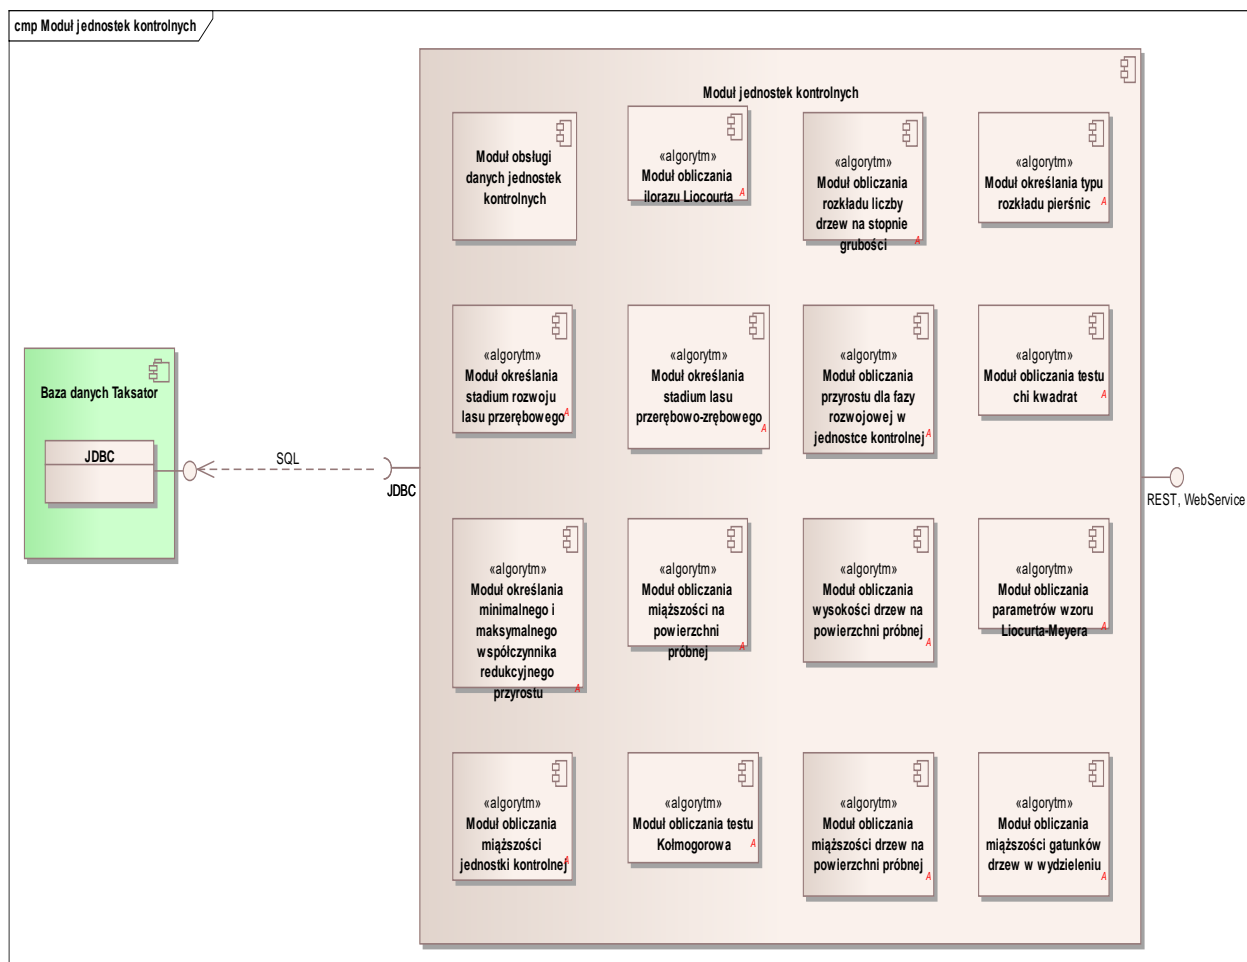 cmp Moduł jednostek kontrolnych
Moduł jednostek kontrolnych
Moduł obsługi
danych jednostek
kontrolnych
«algorytm»
Moduł obliczania
ilorazu Liocourta
A
«algorytm»
Moduł obliczania
rozkładu liczby
drzew na stopnie
grubości
A
«algorytm»
Moduł określania typu
rozkładu pierśnic
A
«algorytm»
Moduł określania
stadium rozwoju
lasu przerębowego
A
«algorytm»
Moduł określania
stadium lasu
przerębowo-zrębowego
A
«algorytm»
Moduł obliczania
przyrostu dla fazy
rozwojowej w
jednostce kontrolnej
A
«algorytm»
Moduł obliczania testu
chi kwadrat
A
Baza danych Taksator
JDBC
SQL
JDBC
REST, WebService
«algorytm»
Moduł określania
minimalnego i
maksymalnego
współczynnika
redukcyjnego
przyrostu
A
«algorytm»
Moduł obliczania
miąższości na
powierzchni
próbnej
A
«algorytm»
Moduł obliczania
wysokości drzew na
powierzchni próbnej
A
«algorytm»
Moduł obliczania
parametrów wzoru
Liocurta-Meyera
A
«algorytm»
Moduł obliczania
miąższości
jednostki kontrolnej
A
«algorytm»
Moduł obliczania testu
Kołmogorowa
A
«algorytm»
Moduł obliczania
miąższości drzew na
powierzchni próbnej
A
«algorytm»
Moduł obliczania
miąższości gatunków
drzew w wydzieleniu
A